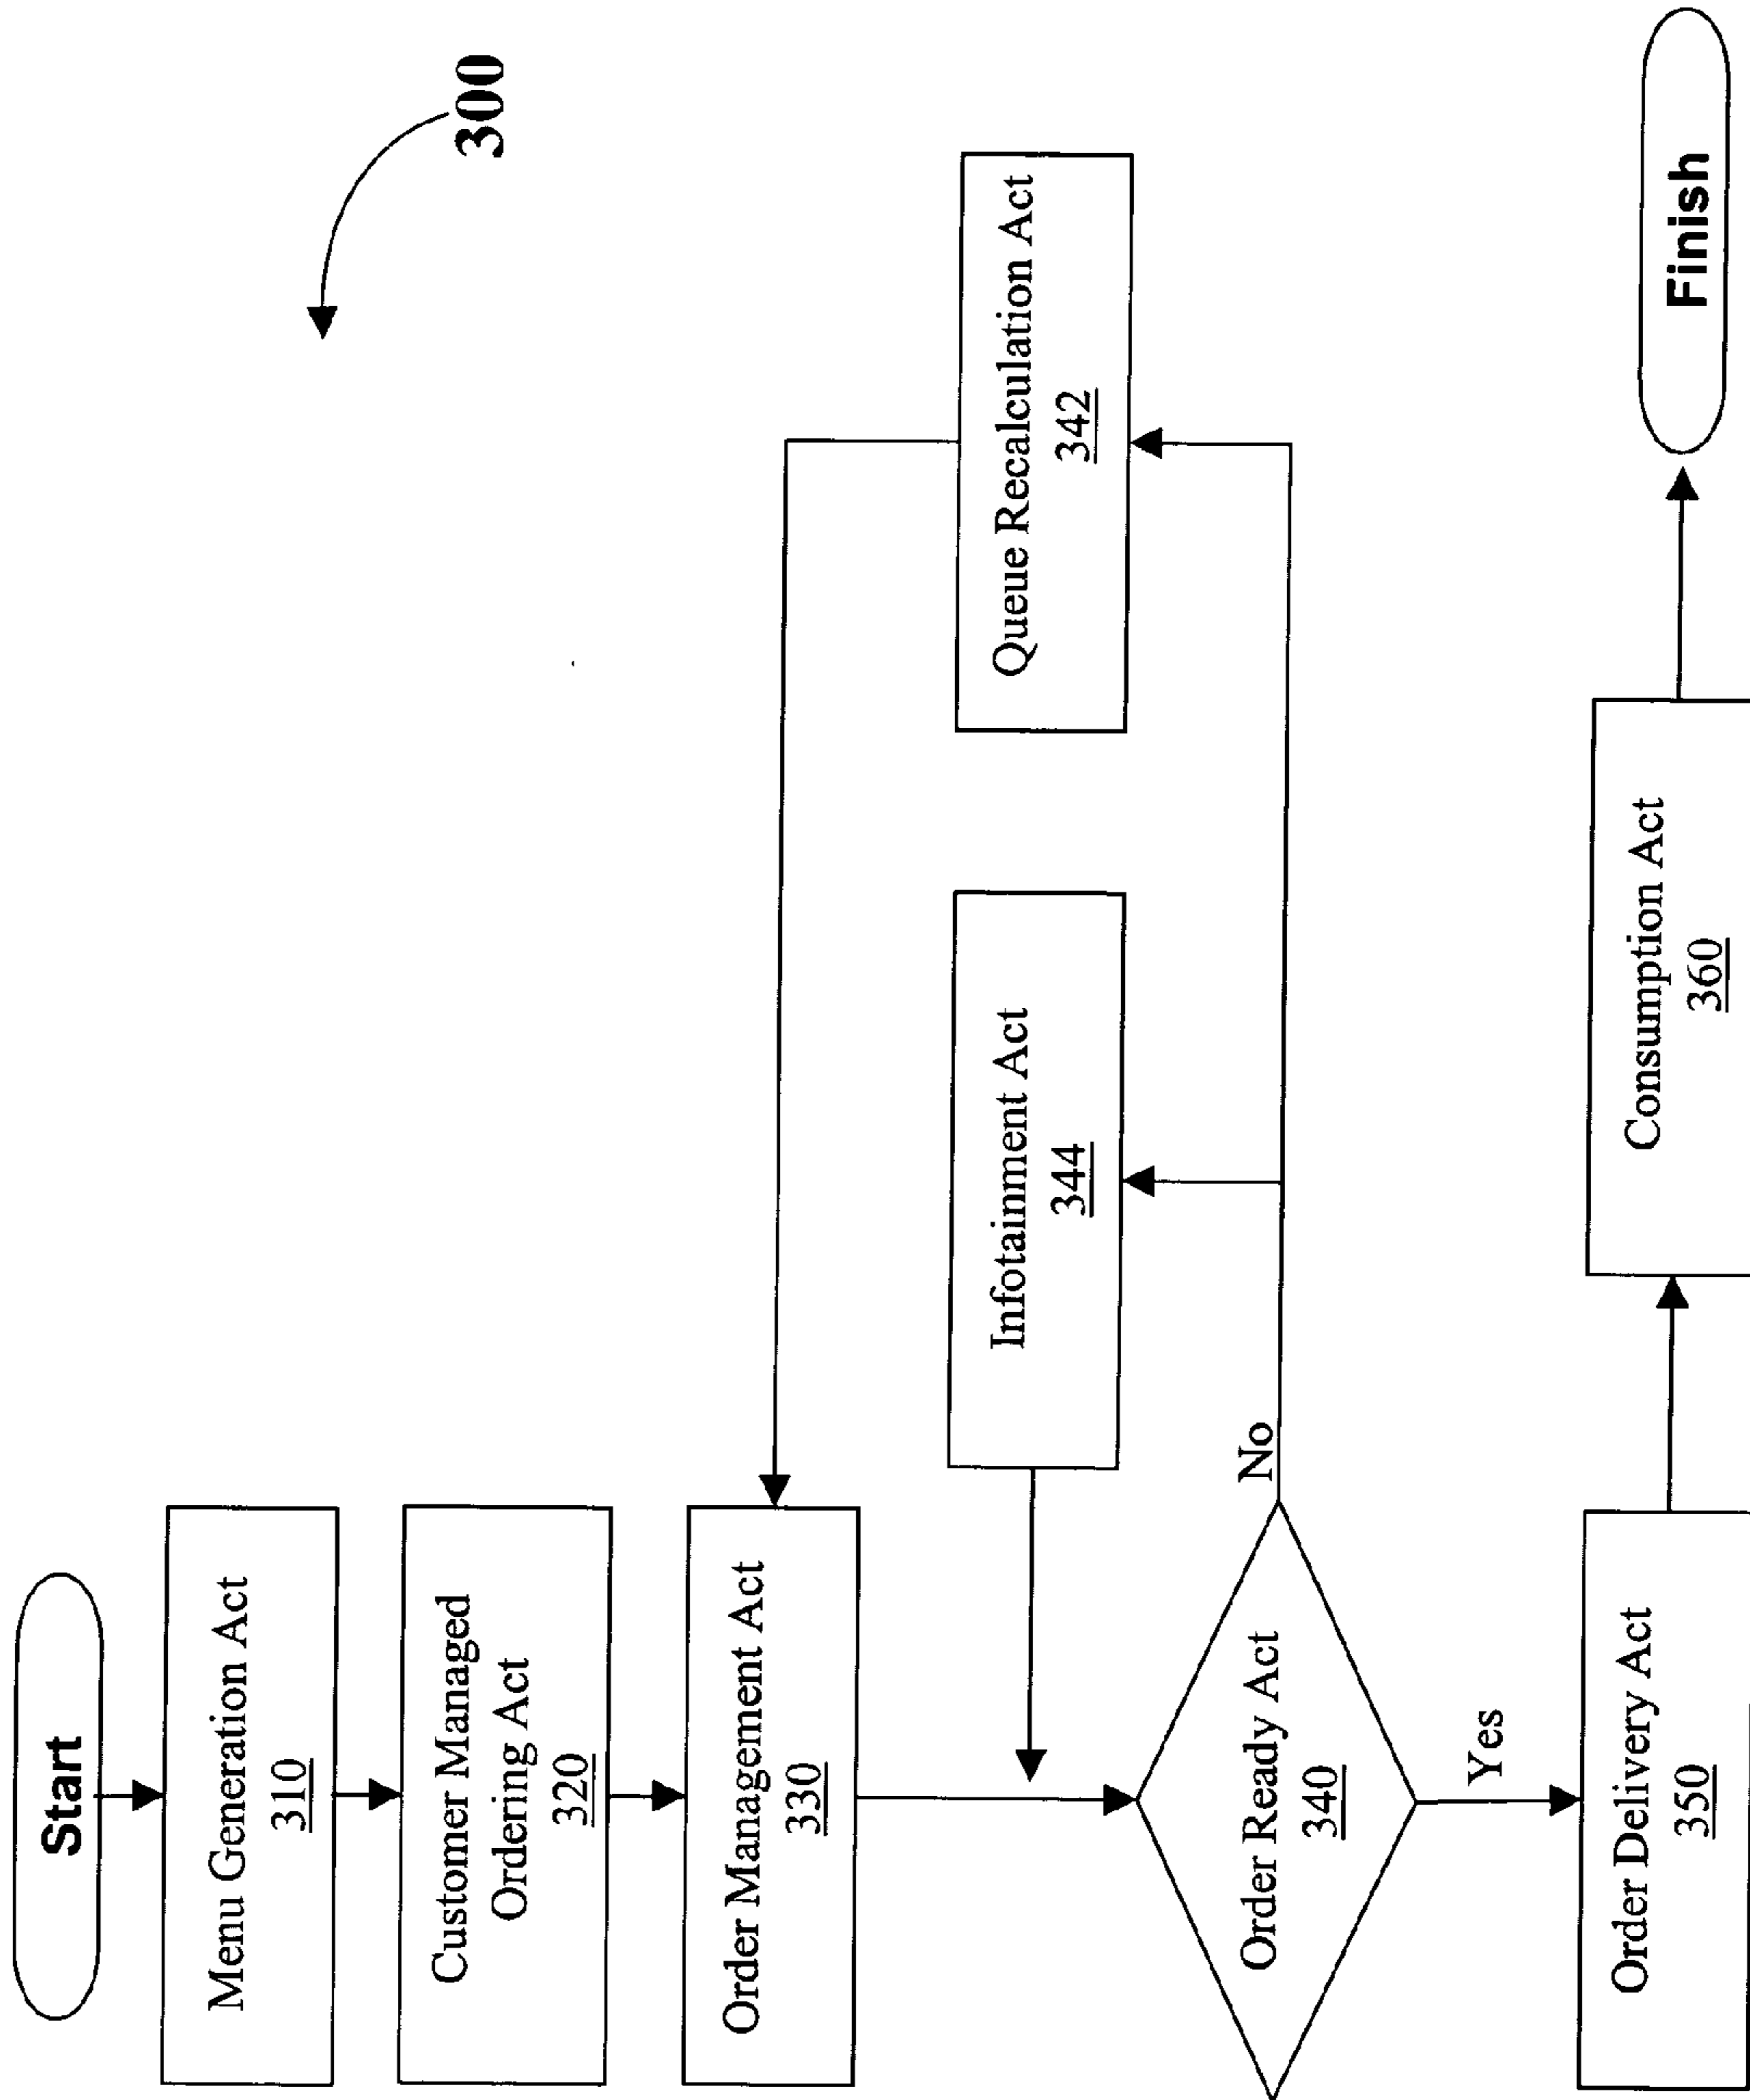 300
Start
Menu Generation Act
310
Customer Managed
Ordering Act
320
Order Management Act
330
Queue Recalculation Act
342
Infotainment Act
344
Order Ready Act
340
No
Yes
Order Delivery Act
350
Consumption Act
360
Finish